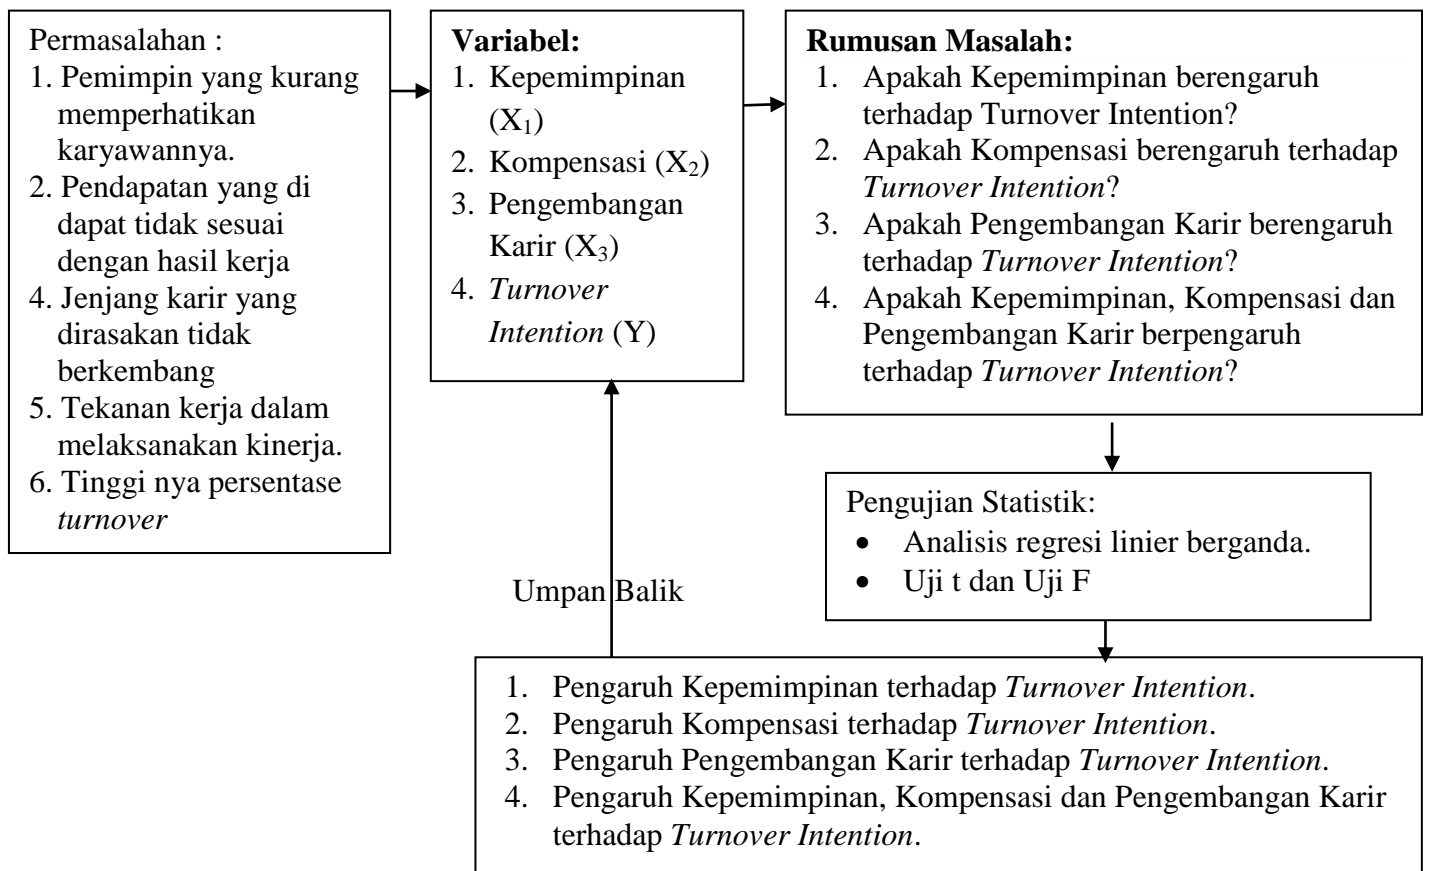 Permasalahan :
1. Pemimpin yang kurang
memperhatikan
karyawannya.
2. Pendapatan yang di
dapat tidak sesuai
dengan hasil kerja
4. Jenjang karir yang
dirasakan tidak
berkembang
5. Tekanan kerja dalam
melaksanakan kinerja.
6. Tinggi nya persentase
turnover
Variabel:
1. Kepemimpinan
(X₁)
2. Kompensasi (X₂)
3. Pengembangan
Karir (X₃)
4. Turnover
Intention (Y)
Rumusan Masalah:
1. Apakah Kepemimpinan berengaruh
terhadap Turnover Intention?
2. Apakah Kompensasi berengaruh terhadap
Turnover Intention?
3. Apakah Pengembangan Karir berengaruh
terhadap Turnover Intention?
4. Apakah Kepemimpinan, Kompensasi dan
Pengembangan Karir berpengaruh
terhadap Turnover Intention?
Pengujian Statistik:
• Analisis regresi linier berganda.
• Uji t dan Uji F
Umpan Balik
1. Pengaruh Kepemimpinan terhadap Turnover Intention.
2. Pengaruh Kompensasi terhadap Turnover Intention.
3. Pengaruh Pengembangan Karir terhadap Turnover Intention.
4. Pengaruh Kepemimpinan, Kompensasi dan Pengembangan Karir
terhadap Turnover Intention.